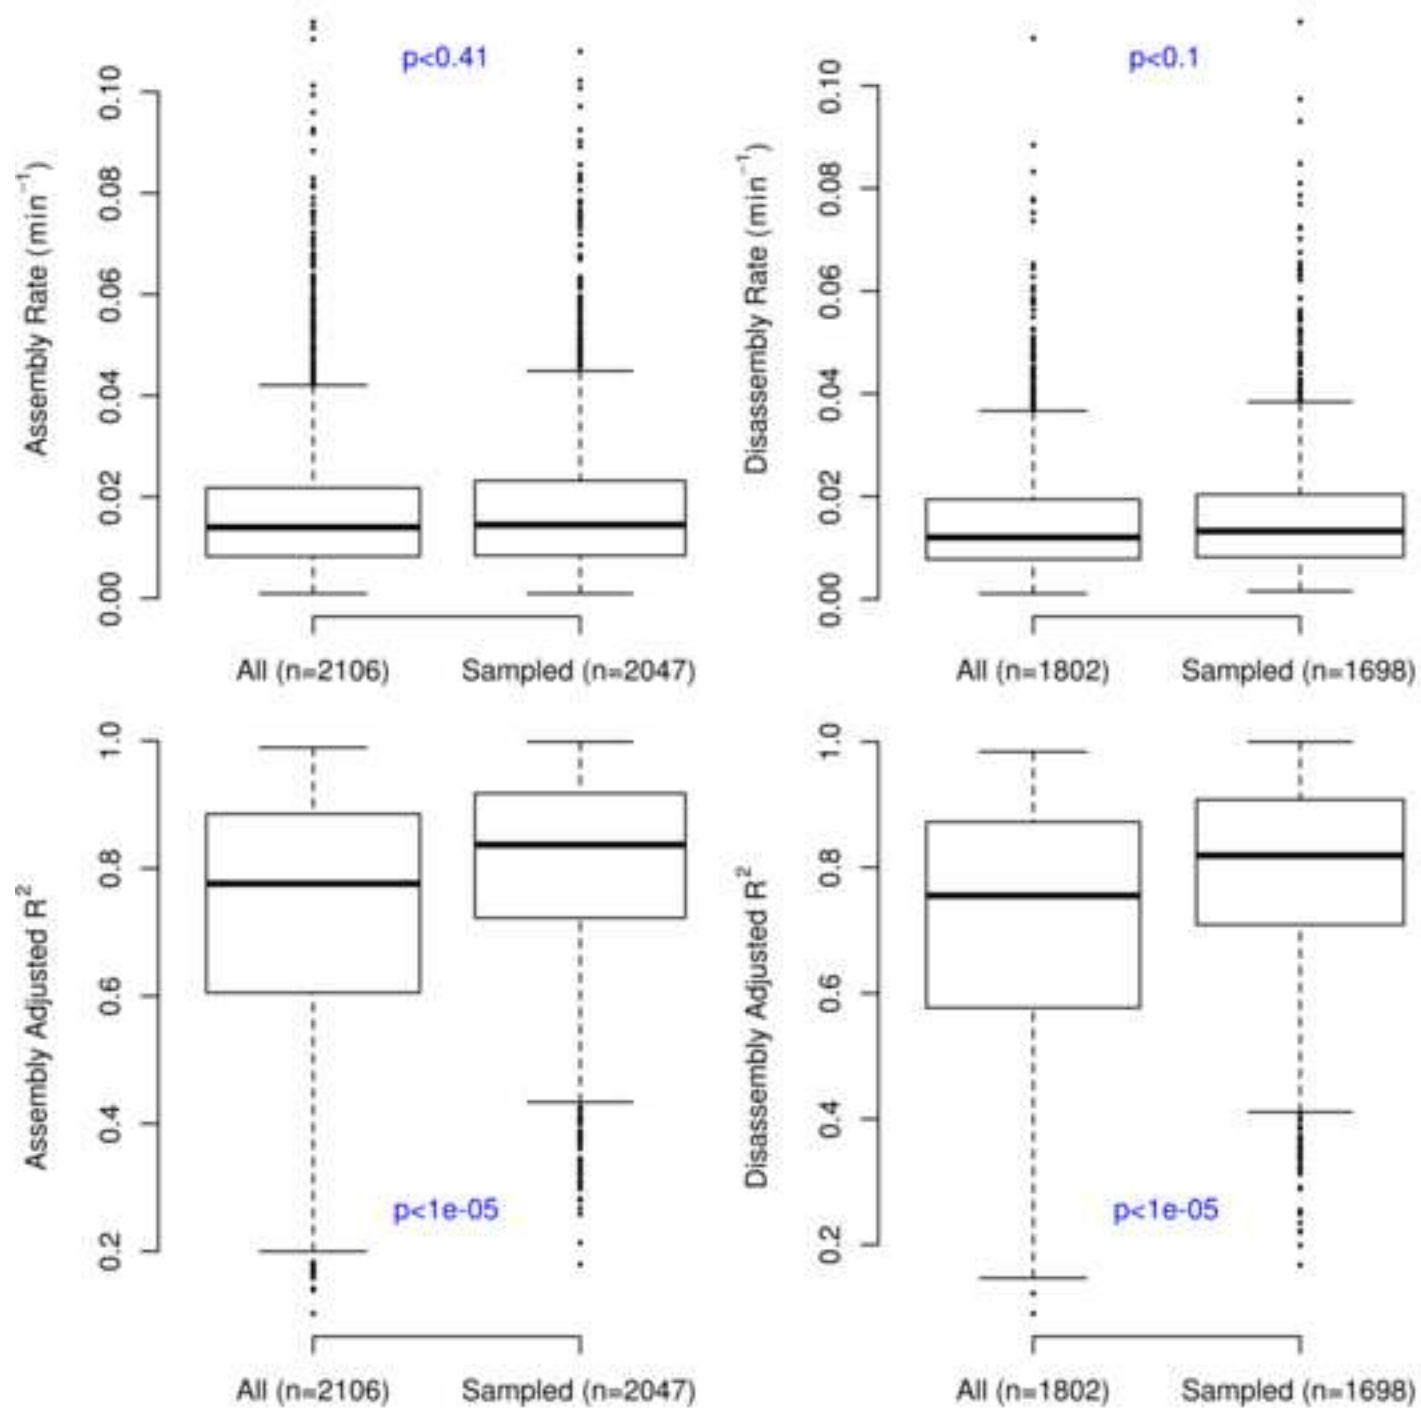 p<0.41
Assembly Rate (min⁻¹)
0.10
0.08
0.06
0.04
0.02
0.00
All (n=2106)
Sampled (n=2047)
p<0.1
Disassembly Rate (min⁻¹)
0.10
0.08
0.06
0.04
0.02
0.00
All (n=1802)
Sampled (n=1698)
Assembly Adjusted R²
1.0
0.8
0.6
0.4
0.2
p<1e-05
All (n=2106)
Sampled (n=2047)
Disassembly Adjusted R²
1.0
0.8
0.6
0.4
0.2
p<1e-05
All (n=1802)
Sampled (n=1698)